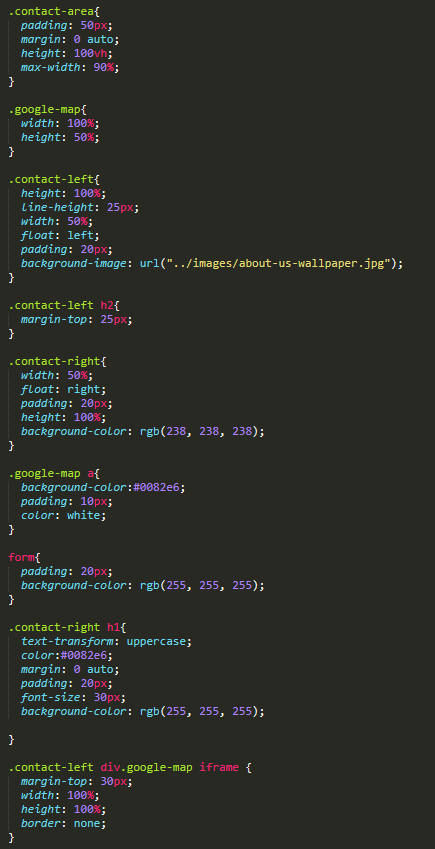 .contact-area{
padding: 50px;
margin: 0 auto;
height: 100vh;
max-width: 90%;
}
.google-map{
width: 100%;
height: 50%;
}
.contact-left{
height: 100%;
line-height: 25px;
width: 50%;
float: left;
padding: 20px;
background-image: url("../images/about-us-wallpaper.jpg");
}
.contact-left h2{
margin-top: 25px;
}
.contact-right{
width: 50%;
float: right;
padding: 20px;
height: 100%;
background-color: rgb(238, 238, 238);
}
.google-map a{
background-color:#0082e6;
padding: 10px;
color: white;
}
form{
padding: 20px;
background-color: rgb(255, 255, 255);
}
.contact-right h1{
text-transform: uppercase;
color:#0082e6;
margin: 0 auto;
padding: 20px;
font-size: 30px;
background-color: rgb(255, 255, 255);
}
.contact-left div.google-map iframe {
margin-top: 30px;
width: 100%;
height: 100%;
border: none;
}